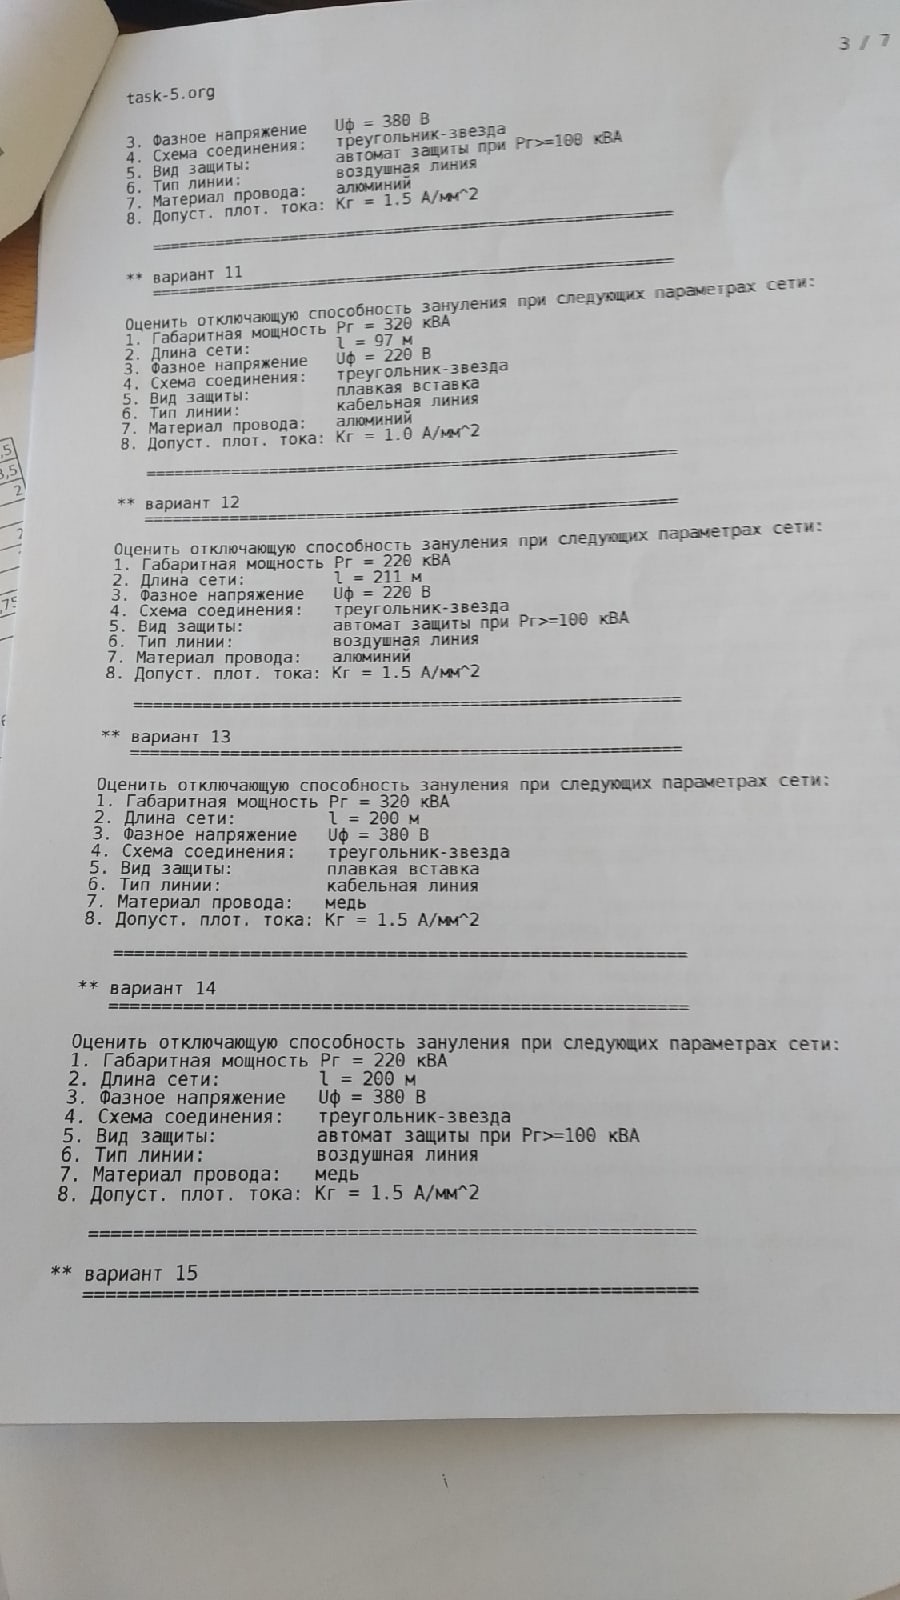 3 / 7
task-5.org
3. Фазное напряжение Uф = 380 В
4. Схема соединения: треугольник-звезда
5. Вид защиты: автомат защиты при Рг>=100 кВА
6. Тип линии: воздушная линия
7. Материал провода: алюминий
8. Допуст. плот. тока: Кг = 1.5 А/мм^2
==================================================
** вариант 11
==================================================
Оценить отключающую способность зануления при следующих параметрах сети:
1. Габаритная мощность Рг = 320 кВА
2. Длина сети: l = 97 м
3. Фазное напряжение Uф = 220 В
4. Схема соединения: треугольник-звезда
5. Вид защиты: плавкая вставка
6. Тип линии: кабельная линия
7. Материал провода: алюминий
8. Допуст. плот. тока: Кг = 1.0 А/мм^2
==================================================
** вариант 12
==================================================
Оценить отключающую способность зануления при следующих параметрах сети:
1. Габаритная мощность Рг = 220 кВА
2. Длина сети: l = 211 м
3. Фазное напряжение Uф = 220 В
4. Схема соединения: треугольник-звезда
5. Вид защиты: автомат защиты при Рг>=100 кВА
6. Тип линии: воздушная линия
7. Материал провода: алюминий
8. Допуст. плот. тока: Кг = 1.5 А/мм^2
==================================================
** вариант 13
==================================================
Оценить отключающую способность зануления при следующих параметрах сети:
1. Габаритная мощность Рг = 320 кВА
2. Длина сети: l = 200 м
3. Фазное напряжение Uф = 380 В
4. Схема соединения: треугольник-звезда
5. Вид защиты: плавкая вставка
6. Тип линии: кабельная линия
7. Материал провода: медь
8. Допуст. плот. тока: Кг = 1.5 А/мм^2
==================================================
** вариант 14
==================================================
Оценить отключающую способность зануления при следующих параметрах сети:
1. Габаритная мощность Рг = 220 кВА
2. Длина сети: l = 200 м
3. Фазное напряжение Uф = 380 В
4. Схема соединения: треугольник-звезда
5. Вид защиты: автомат защиты при Рг>=100 кВА
6. Тип линии: воздушная линия
7. Материал провода: медь
8. Допуст. плот. тока: Кг = 1.5 А/мм^2
==================================================
** вариант 15
==================================================